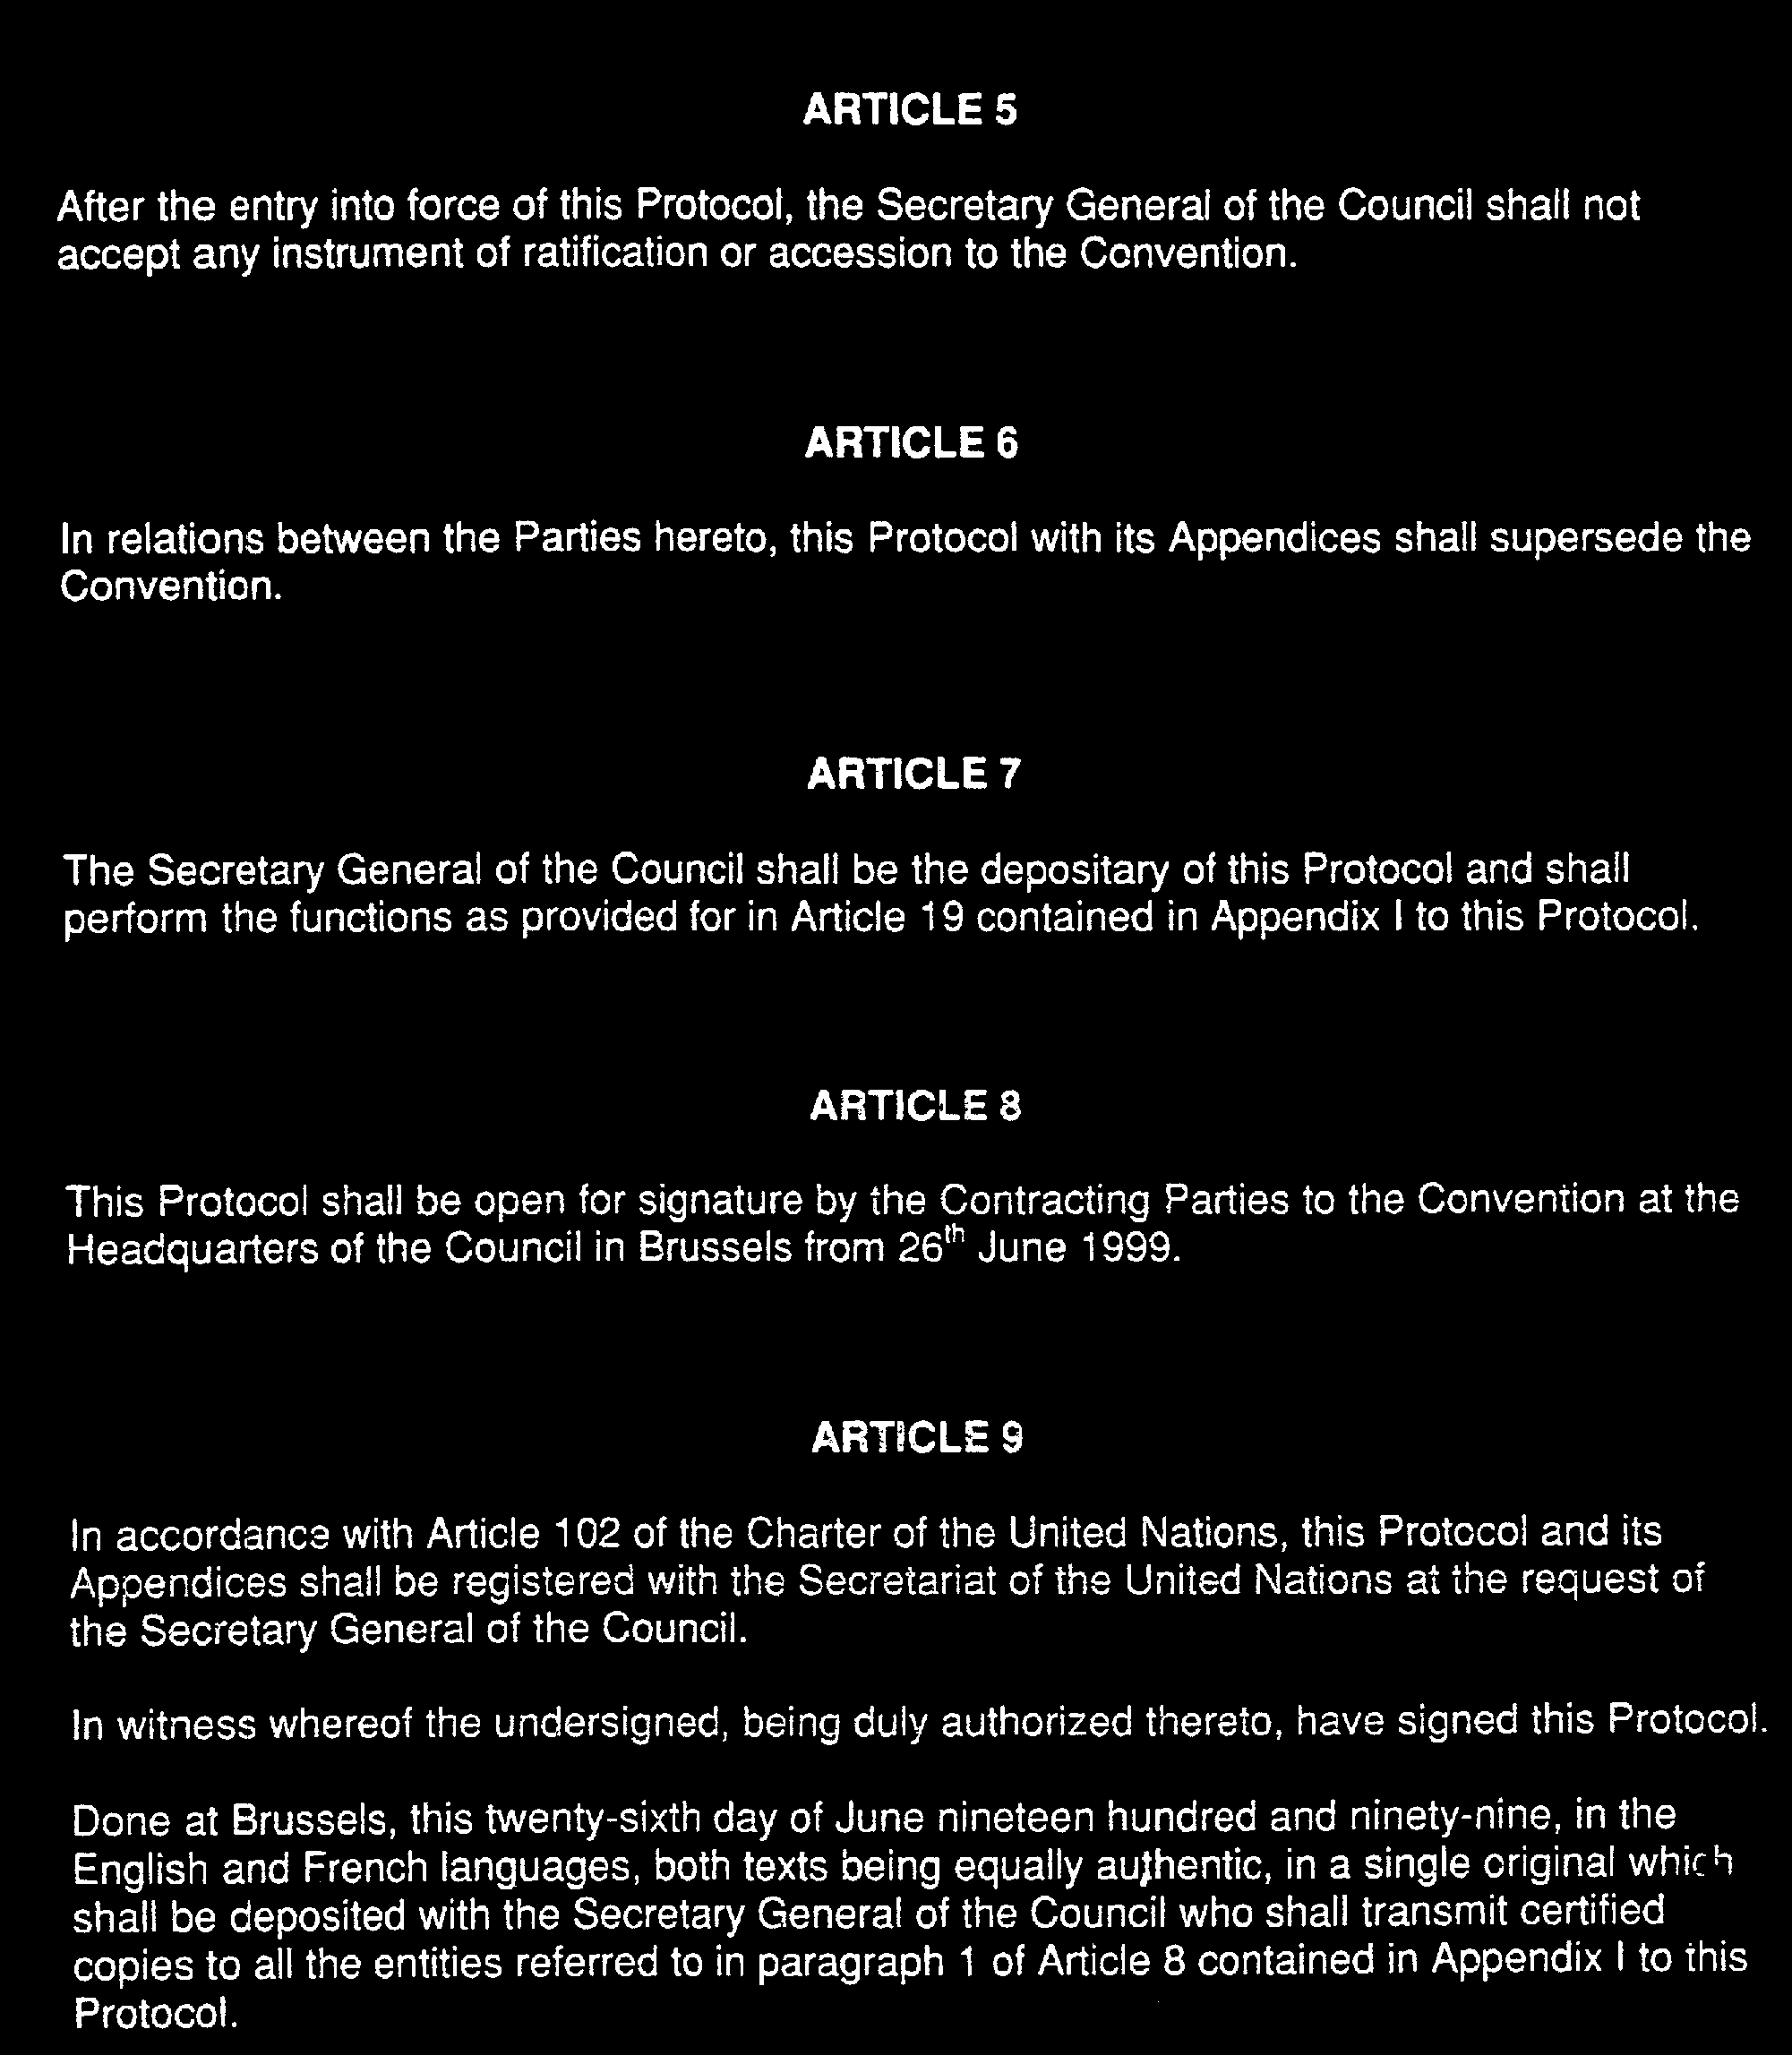 ARTICLE 5
After the entry into force of this Protocol, the Secretary General of the Council shall not
accept any instrument of ratification or accession to the Convention.
ARTICLE 6
In relations between the Parties hereto, this Protocol with its Appendices shall supersede the
Convention.
ARTICLE 7
The Secretary General of the Council shall be the depositary of this Protocol and shall
perform the functions as provided for in Article 19 contained in Appendix I to this Protocol.
ARTICLE 8
This Protocol shall be open for signature by the Contracting Parties to the Convention at the
Headquarters of the Council in Brussels from 26th June 1999.
ARTICLE 9
In accordance with Article 102 of the Charter of the United Nations, this Protocol and its
Appendices shall be registered with the Secretariat of the United Nations at the request of
the Secretary General of the Council.
In witness whereof the undersigned, being duly authorized thereto, have signed this Protocol.
Done at Brussels, this twenty-sixth day of June nineteen hundred and ninety-nine, in the
English and French languages, both texts being equally authentic, in a single original which
shall be deposited with the Secretary General of the Council who shall transmit certified
copies to all the entities referred to in paragraph 1 of Article 8 contained in Appendix I to this
Protocol.